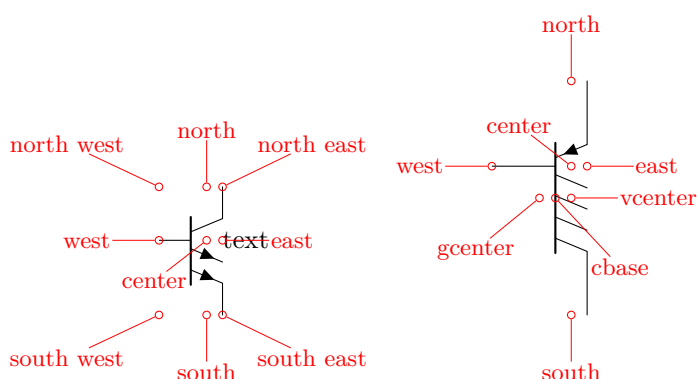 north
north west
north
north east
center
west
east
vcenter
west
text
east
gcenter
cbase
center
south west
south
south east
south